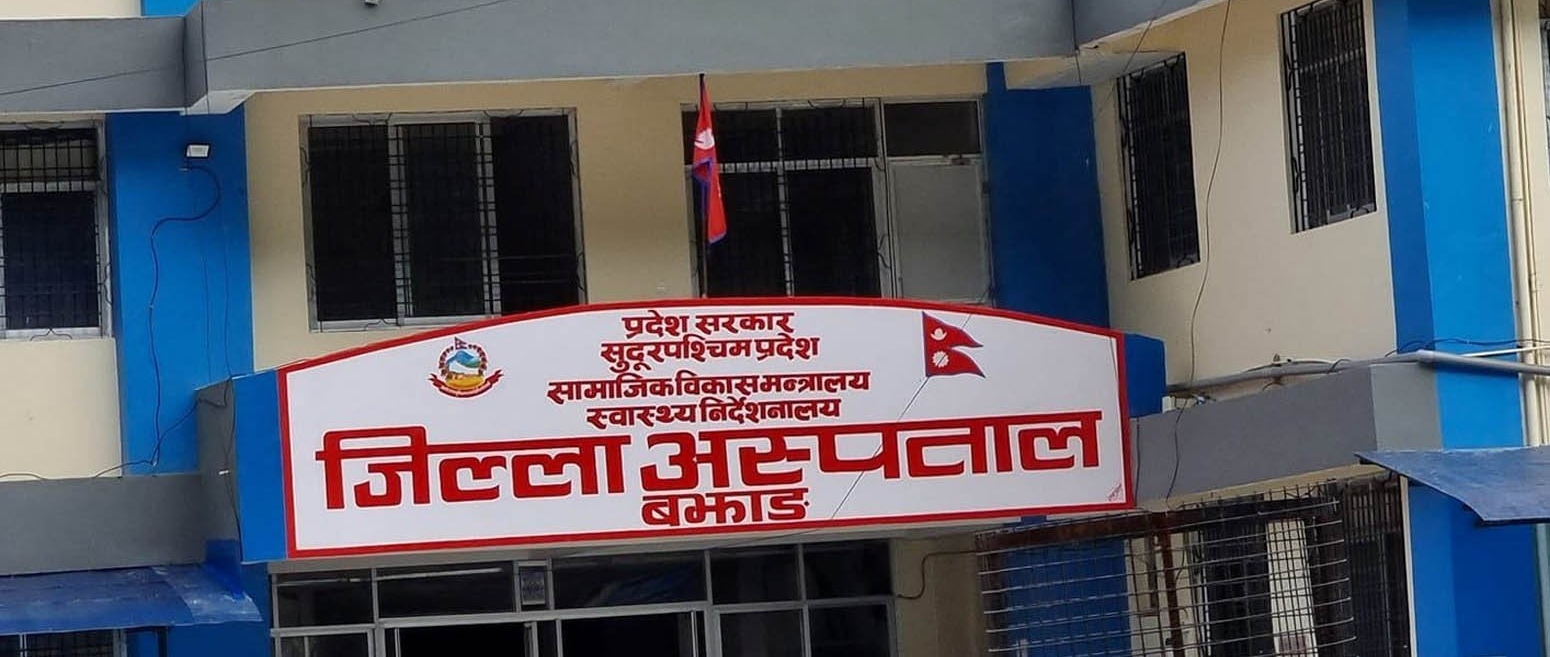 प्रदेश सरकार
सुदूरपश्चिम प्रदेश
सामाजिक विकास मन्त्रालय
स्वास्थ्य निर्देशनालय
जिल्ला अस्पताल
बझाङ